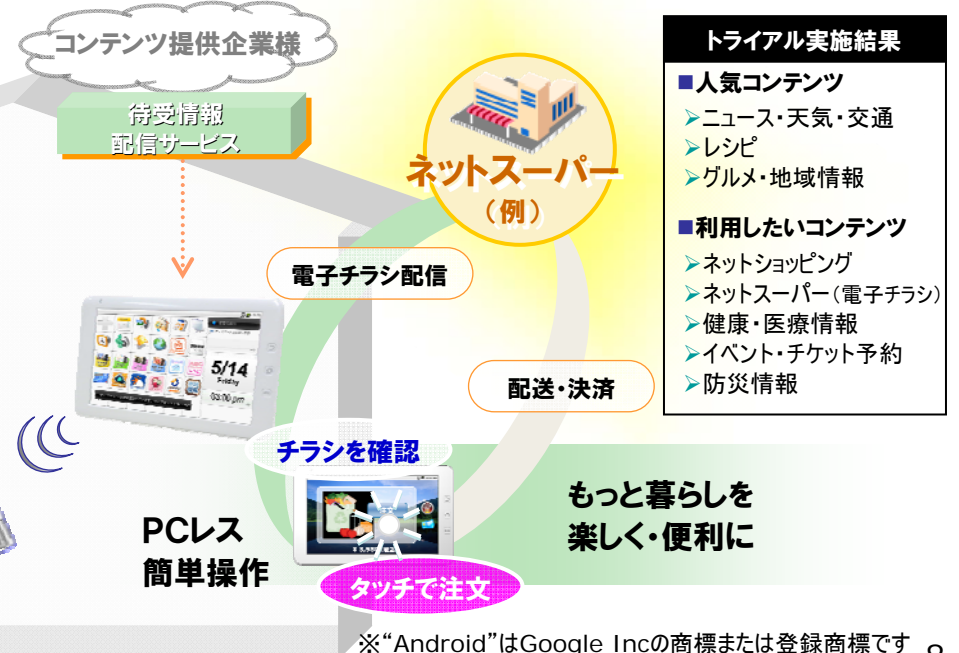 コンテンツ提供企業様
待受情報
配信サービス
ネットスーパー
（例）
電子チラシ配信
配送・決済
5/14
Friday
03:00 pm
チラシを確認
タッチで注文
PCレス
簡単操作
もっと暮らしを
楽しく・便利に
トライアル実施結果
■人気コンテンツ
➢ニュース・天気・交通
➢レシピ
➢グルメ・地域情報
■利用したいコンテンツ
➢ネットショッピング
➢ネットスーパー（電子チラシ）
➢健康・医療情報
➢イベント・チケット予約
➢防災情報
※“Android”はGoogle Incの商標または登録商標です